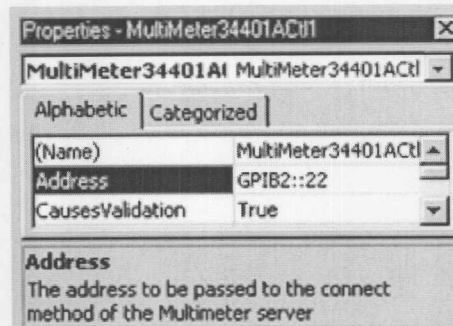 Properties - MultiMeter34401ACtl1
MultiMeter34401A( MultiMeter34401ACtl
Alphabetic Categorized
(Name) MultiMeter34401ACtl
Address GPIB2::22
CausesValidation True
Address
The address to be passed to the connect
method of the Multimeter server